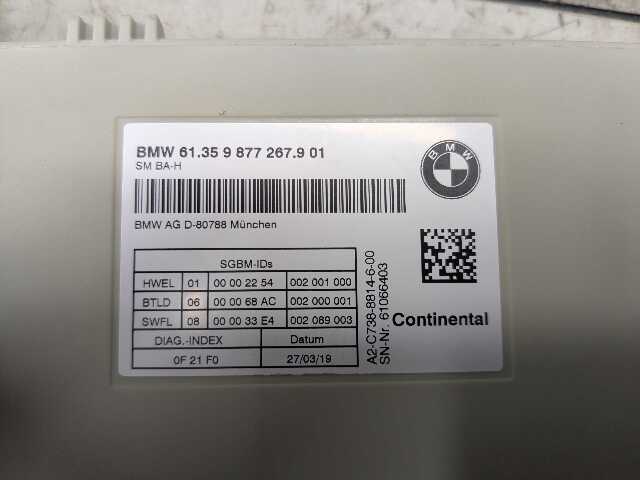 BMW 61.35 9 877 267.9 01
SM BA-H
BMW AG D-80788 München
BMW
SGBM-IDs
HWEL 01 00 00 22 54 002 001 000
BTLD 06 00 00 68 AC 002 000 001
SWFL 08 00 00 33 E4 002 089 003
DIAG.-INDEX Datum
0F 21 F0 27/03/19
A2-C738-8814-6-00
SN-Nr. 61066403
Continental